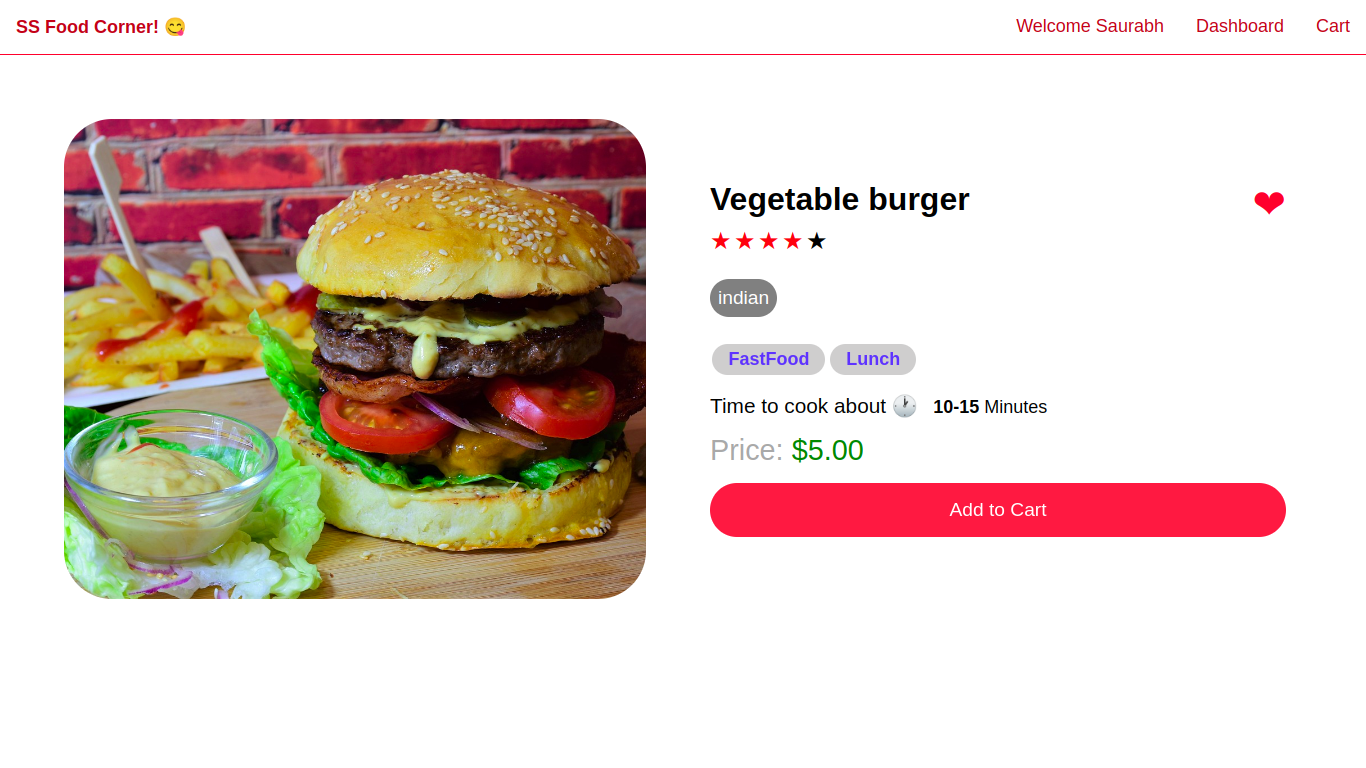 SS Food Corner! 😋
Welcome Saurabh
Dashboard
Cart
Vegetable burger
❤
★★★★★
indian
FastFood
Lunch
Time to cook about 🕐 10-15 Minutes
Price: $5.00
Add to Cart